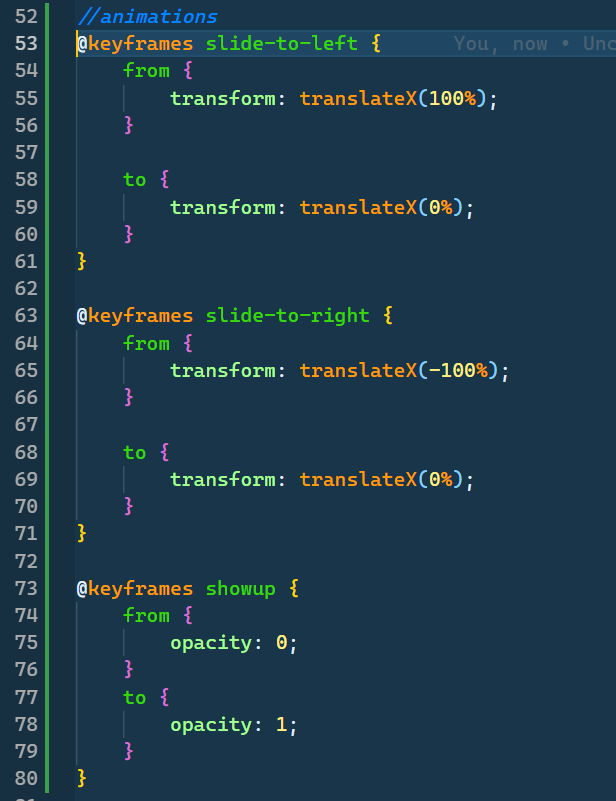 52 //animations
53 @keyframes slide-to-left { You, now • Unc
54 from {
55 transform: translateX(100%);
56 }
57
58 to {
59 transform: translateX(0%);
60 }
61 }
62
63 @keyframes slide-to-right {
64 from {
65 transform: translateX(-100%);
66 }
67
68 to {
69 transform: translateX(0%);
70 }
71 }
72
73 @keyframes showup {
74 from {
75 opacity: 0;
76 }
77 to {
78 opacity: 1;
79 }
80 }